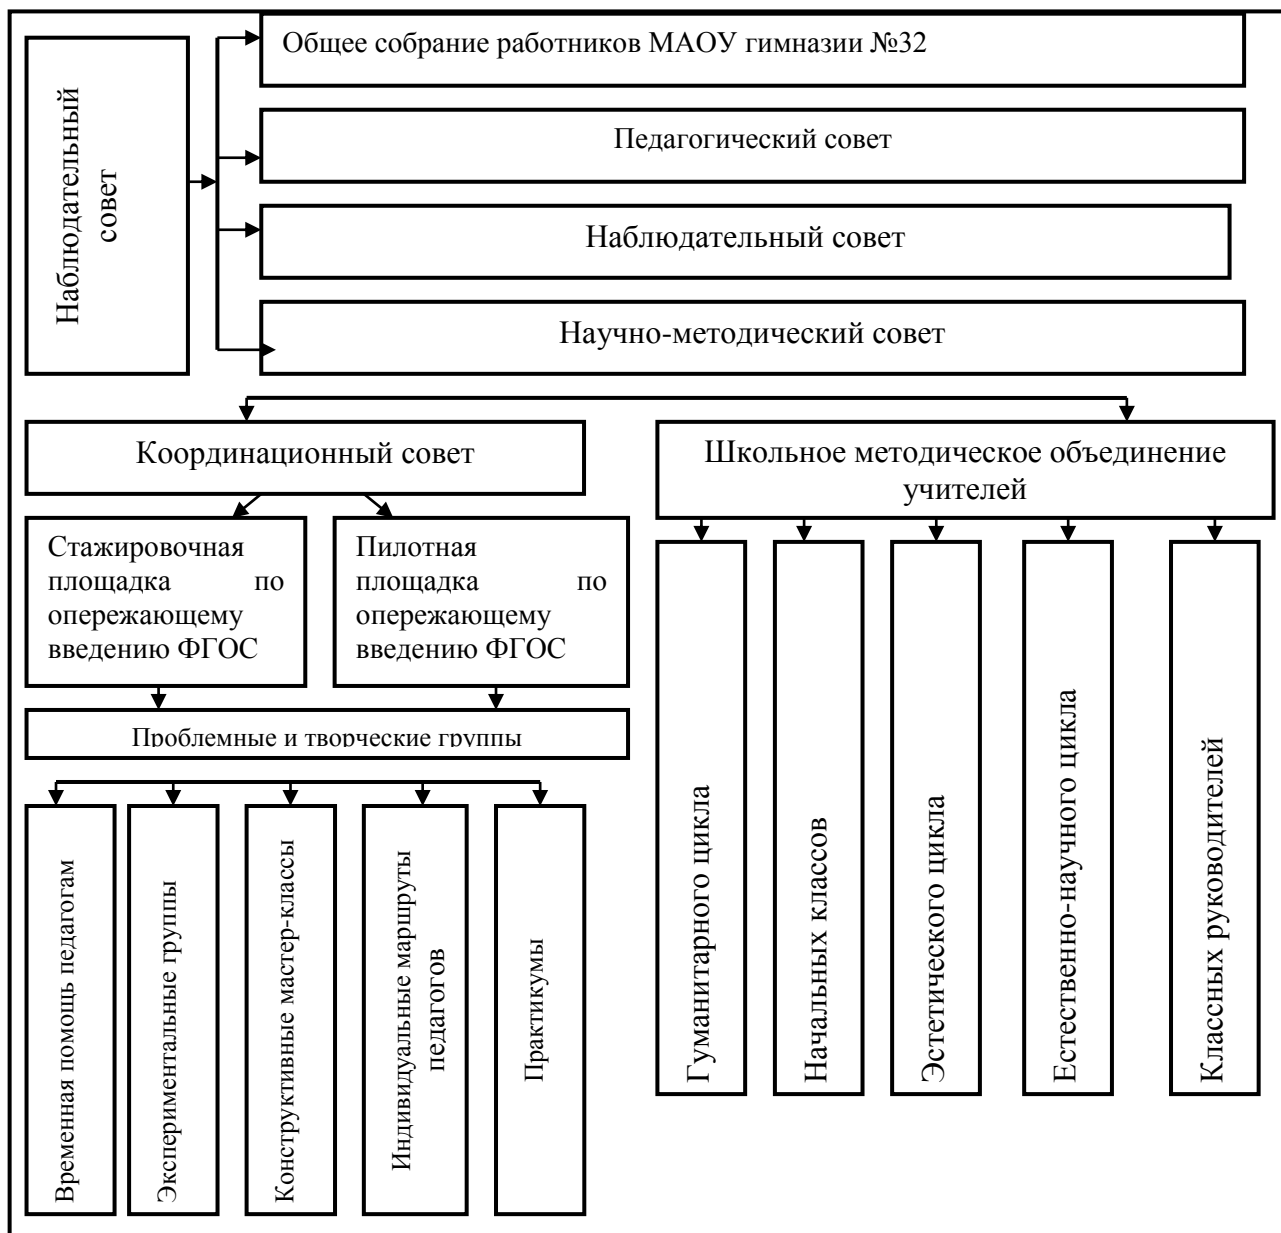 Наблюдательный
совет
Общее собрание работников МАОУ гимназии №32
Педагогический совет
Наблюдательный совет
Научно-методический совет
Координационный совет
Школьное методическое объединение
учителей
Стажировочная
площадка по
опережающему
введению ФГОС
Пилотная
площадка по
опережающему
введению ФГОС
Проблемные и творческие группы
Временная помощь педагогам
Экспериментальные группы
Конструктивные мастер-классы
Индивидуальные маршруты
педагогов
Практикумы
Гуманитарного цикла
Начальных классов
Эстетического цикла
Естественно-научного цикла
Классных руководителей